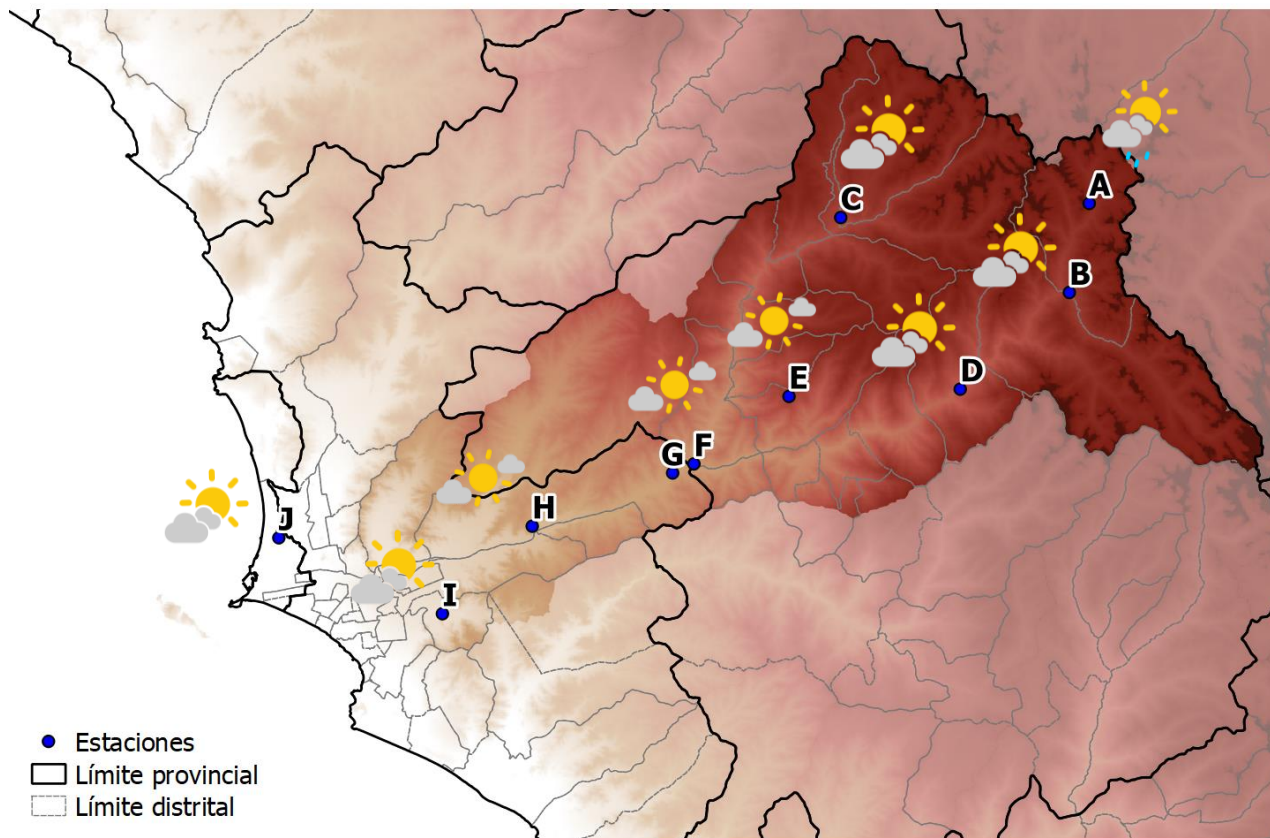 C
A
B
D
E
F
G
H
J
I
Estaciones
Límite provincial
Límite distrital